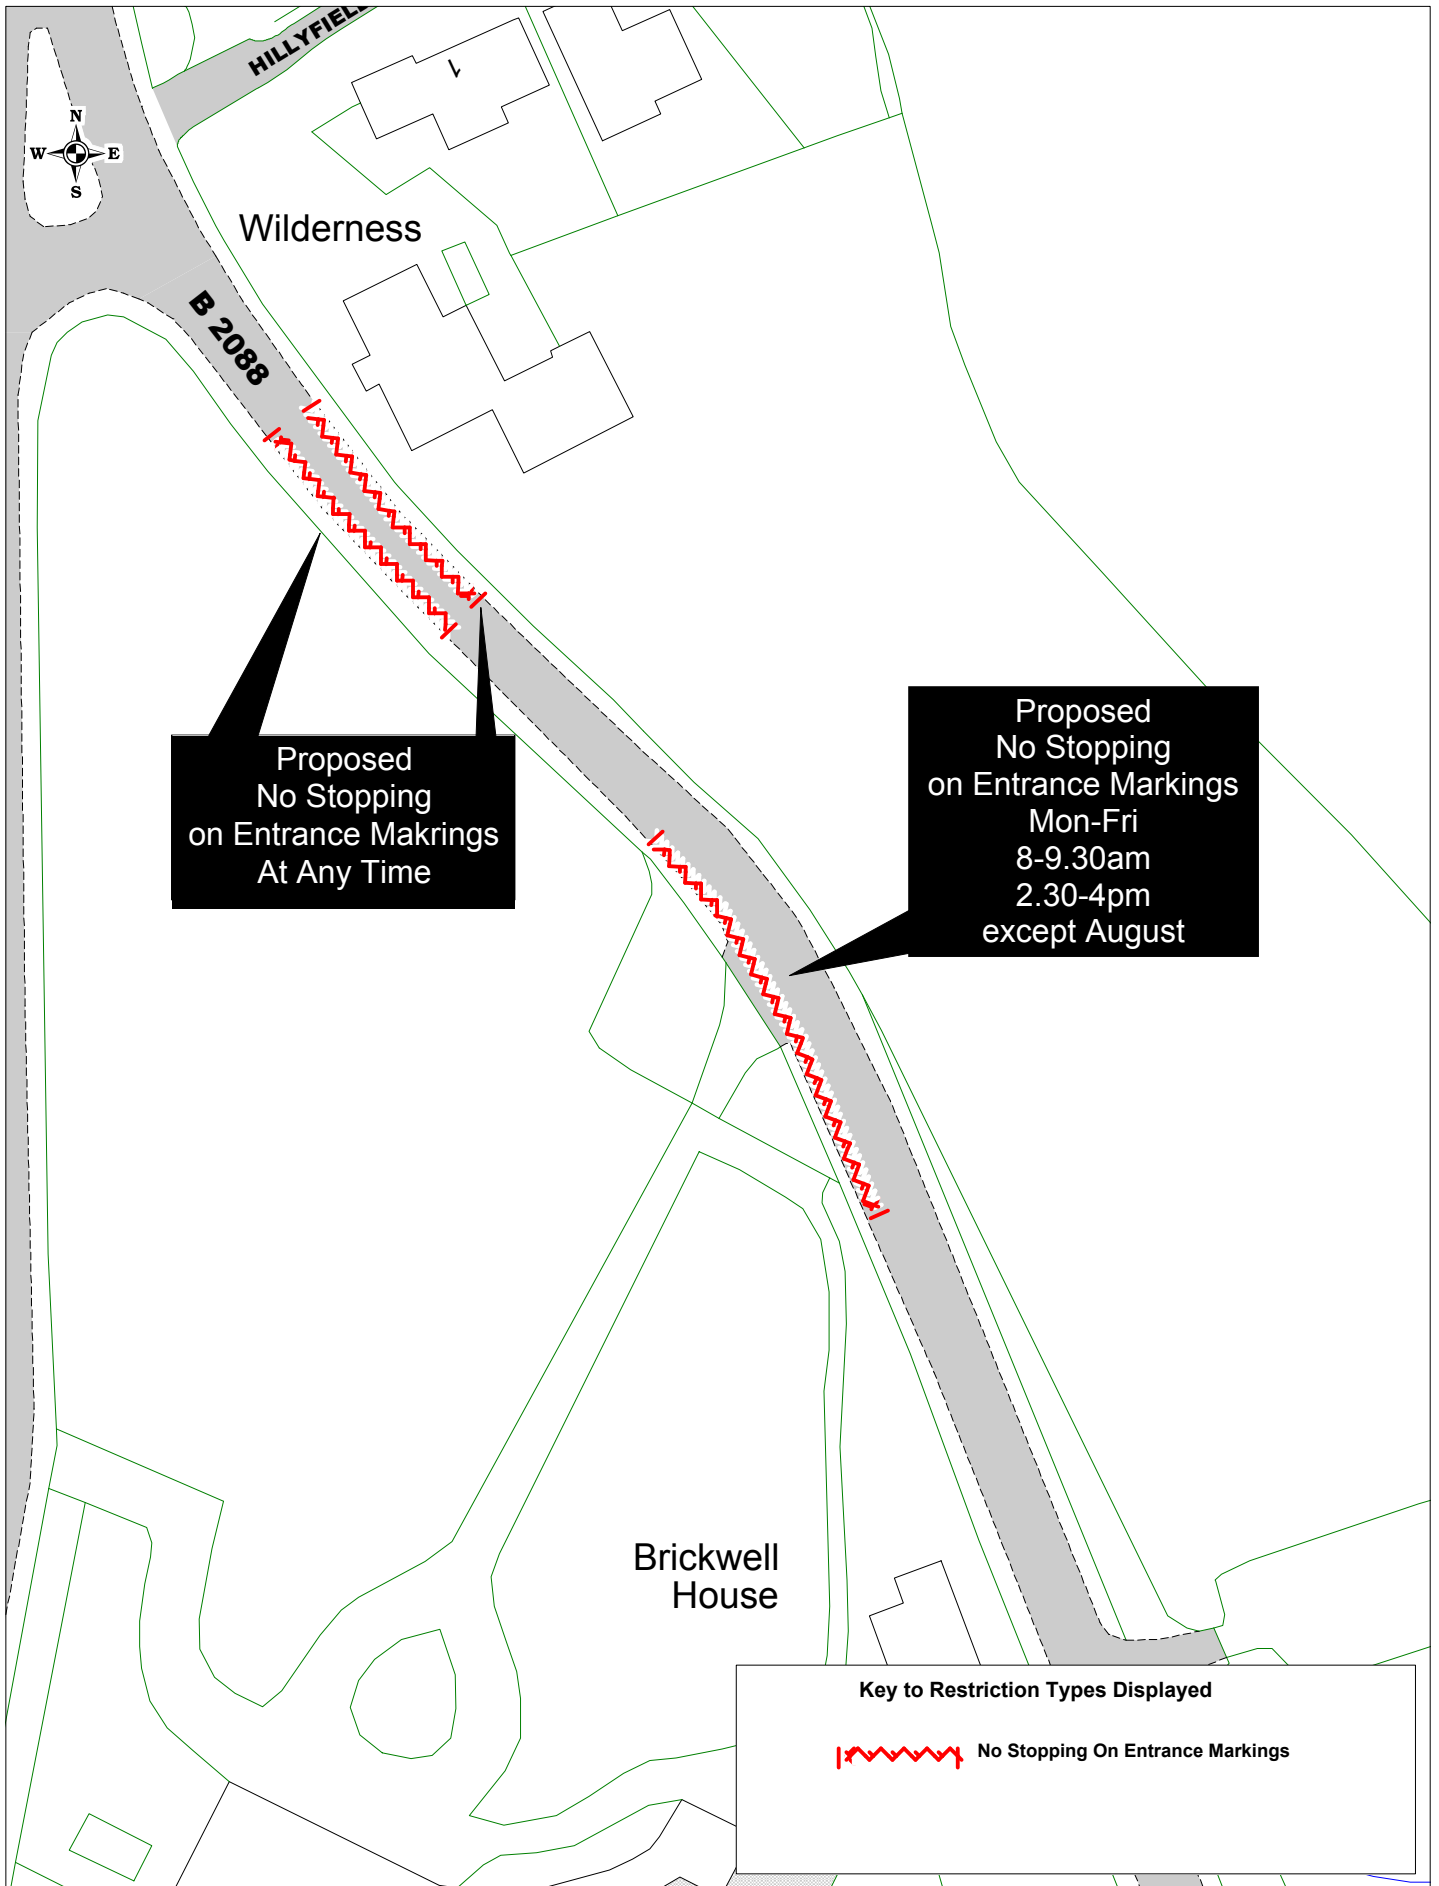 HILLYFIELD
1
N
W E
S
Wilderness
B 2088
Proposed
No Stopping
on Entrance Makrings
At Any Time
Proposed
No Stopping
on Entrance Markings
Mon-Fri
8-9.30am
2.30-4pm
except August
Brickwell
House
Key to Restriction Types Displayed
No Stopping On Entrance Markings